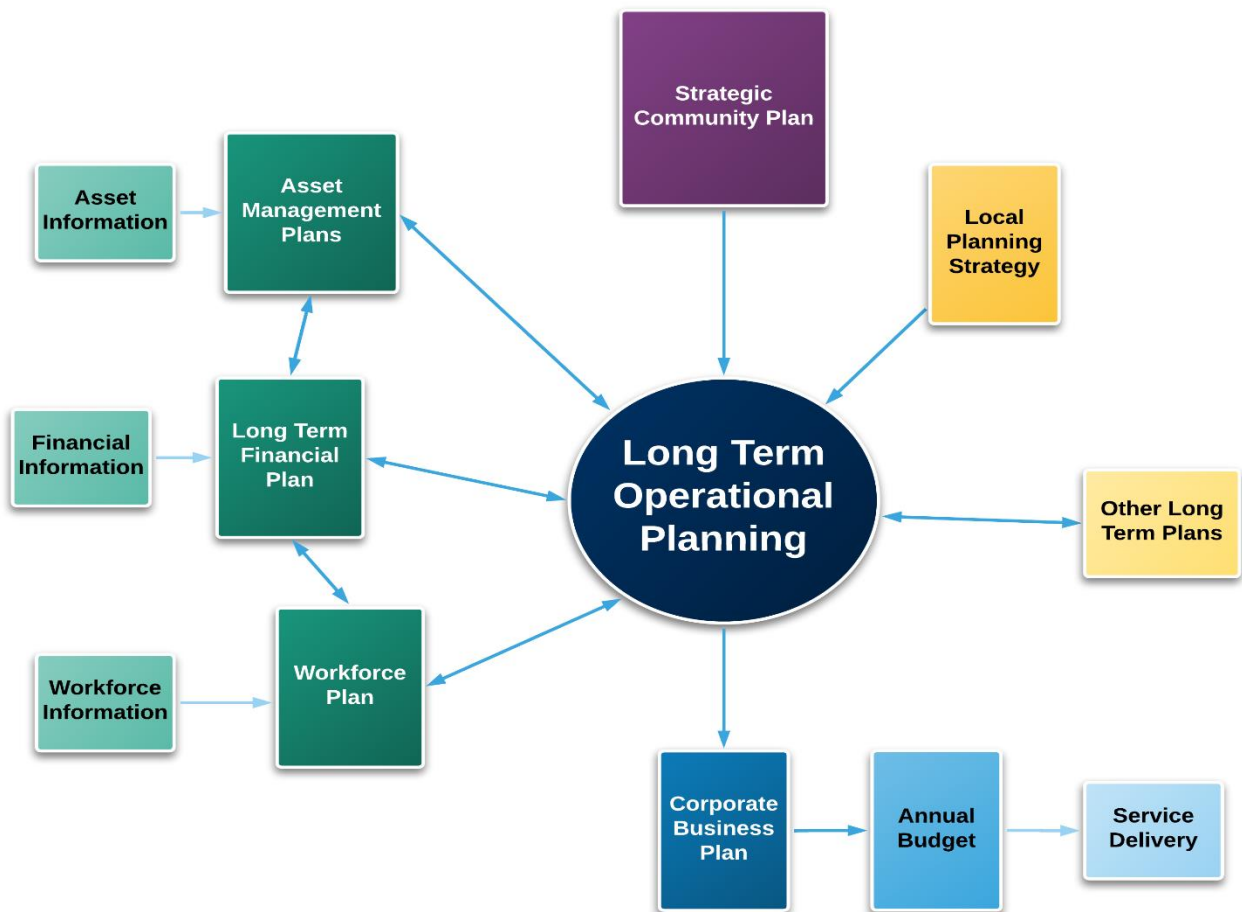 Strategic
Community Plan
Asset
Information
Asset
Management
Plans
Local
Planning
Strategy
Financial
Information
Long Term
Financial
Plan
Long Term
Operational
Planning
Other Long
Term Plans
Workforce
Information
Workforce
Plan
Corporate
Business
Plan
Annual
Budget
Service
Delivery